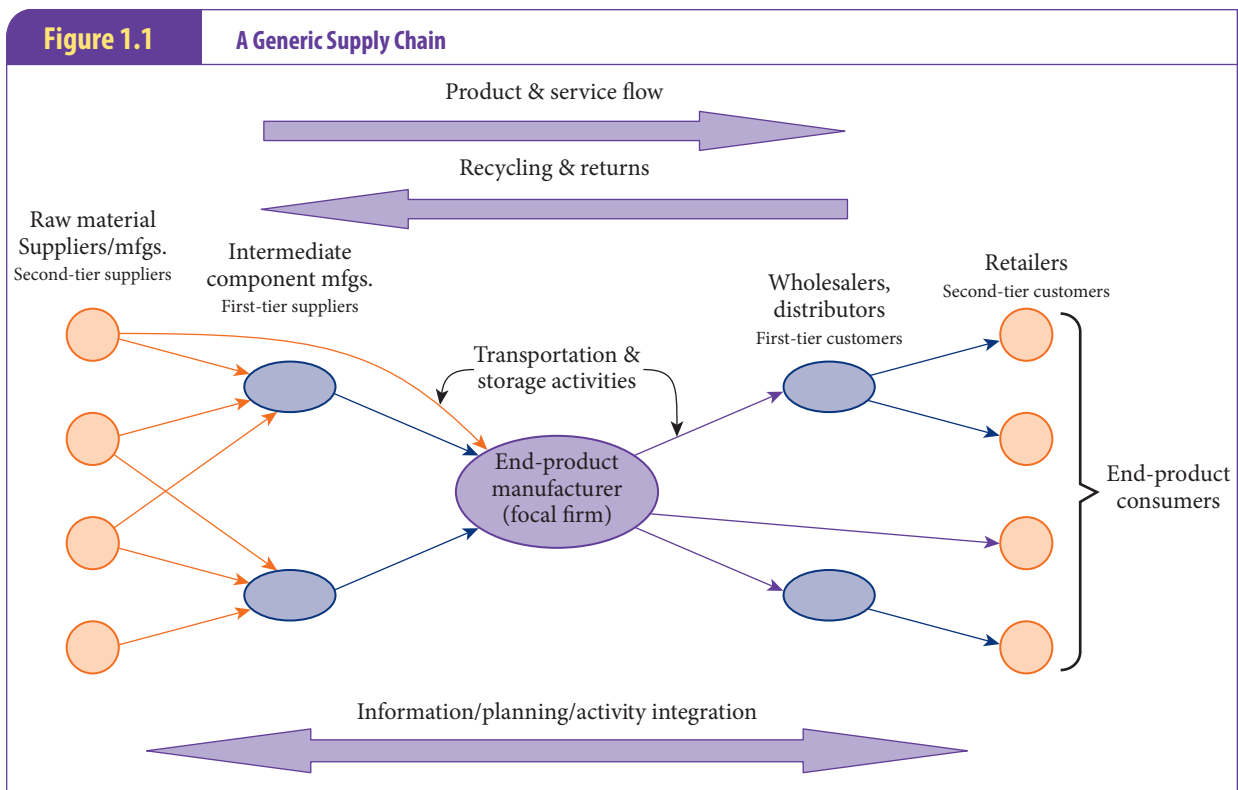 Figure 1.1
A Generic Supply Chain
Product & service flow
Recycling & returns
Raw material
Suppliers/mfgs.
Second-tier suppliers
Intermediate
component mfgs.
First-tier suppliers
Wholesalers,
distributors
First-tier customers
Retailers
Second-tier customers
Transportation &
storage activities
End-product
manufacturer
(focal firm)
End-product
consumers
Information/planning/activity integration